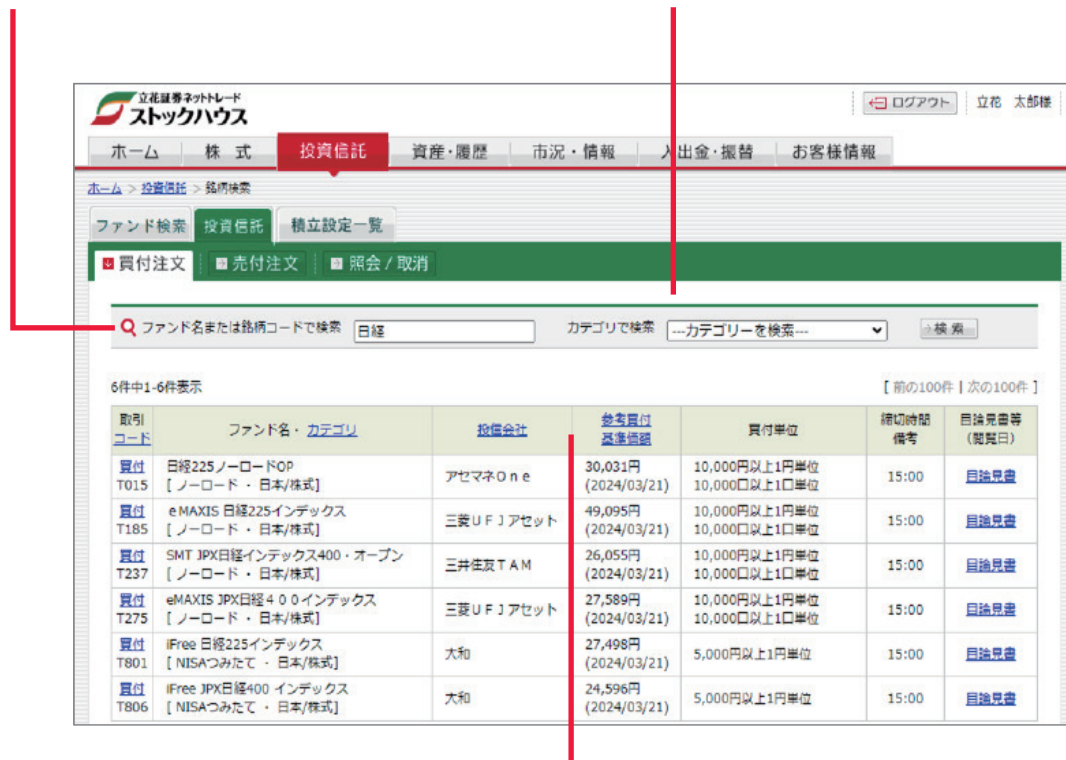 立花証券ネットトレード
ストックハウス
ログアウト 立花 太郎様
ホーム 株 式 投資信託 資産・履歴 市況・情報 入出金・振替 お客様情報
ホーム > 投資信託 > 銘柄検索
ファンド検索 投資信託 積立設定一覧
買付注文 売付注文 照会 / 取消
ファンド名または銘柄コードで検索 日経 カテゴリで検索 ---カテゴリーを検索--- 検 索
6件中1-6件表示 [ 前の100件 | 次の100件 ]
取引 ファンド名・ カテゴリ 投信会社 参考買付 買付単位 締切時間 目論見書等
コード 基準価額 備考 (閲覧日)
買付 日経225ノーロードOP アセマネOne 30,031円 10,000円以上1円単位 15:00 目論見書
T015 [ ノーロード ・ 日本/株式] (2024/03/21) 10,000口以上1口単位
買付 eMAXIS 日経225インデックス 三菱UFJアセット 49,095円 10,000円以上1円単位 15:00 目論見書
T185 [ ノーロード ・ 日本/株式] (2024/03/21) 10,000口以上1口単位
買付 SMT JPX日経インデックス400・オープン 三井住友TAM 26,055円 10,000円以上1円単位 15:00 目論見書
T237 [ ノーロード ・ 日本/株式] (2024/03/21) 10,000口以上1口単位
買付 eMAXIS JPX日経400インデックス 三菱UFJアセット 27,589円 10,000円以上1円単位 15:00 目論見書
T275 [ ノーロード ・ 日本/株式] (2024/03/21) 10,000口以上1口単位
買付 iFree 日経225インデックス 大和 27,498円 5,000円以上1円単位 15:00 目論見書
T801 [ NISAつみたて ・ 日本/株式] (2024/03/21)
買付 iFree JPX日経400 インデックス 大和 24,596円 5,000円以上1円単位 15:00 目論見書
T806 [ NISAつみたて ・ 日本/株式] (2024/03/21)